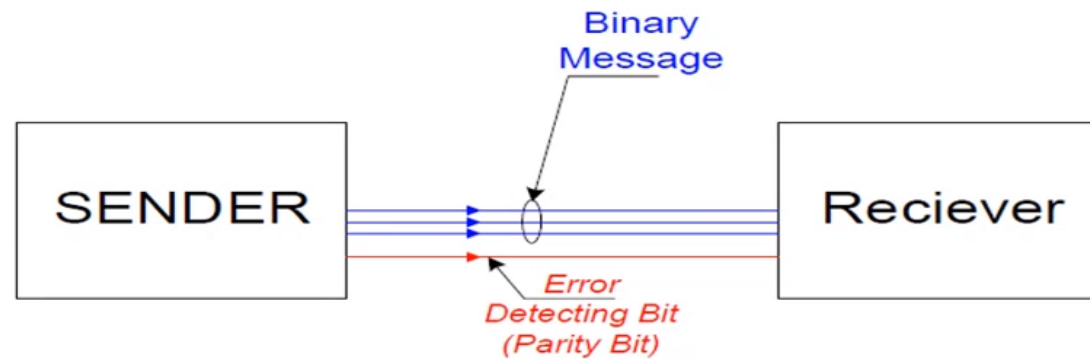 Binary
Message
SENDER
Reciever
Error
Detecting Bit
(Parity Bit)